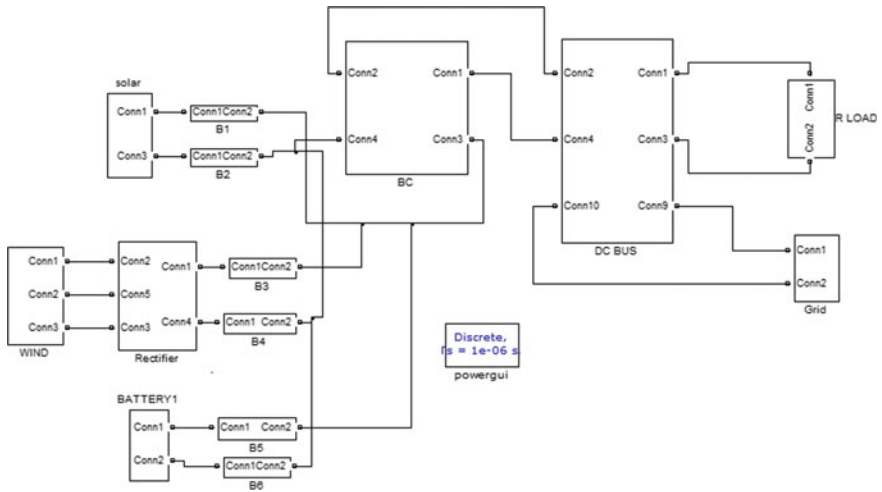 solar
Conn1
Conn3
Conn1Conn2
B1
Conn1Conn2
B2
Conn2
Conn1
Conn4
Conn3
BC
Conn2
Conn1
Conn4
Conn3
Conn10
Conn9
DC BUS
Conn1
Conn2
R LOAD
Conn1
Conn2
Grid
Conn1
Conn2
Conn3
WIND
Conn2
Conn1
Conn5
Conn3
Conn4
Rectifier
Conn1Conn2
B3
Conn1 Conn2
B4
Discrete,
s = 1e-06 s.
powergui
BATTERY1
Conn1
Conn2
Conn1 Conn2
B5
Conn1Conn2
B6